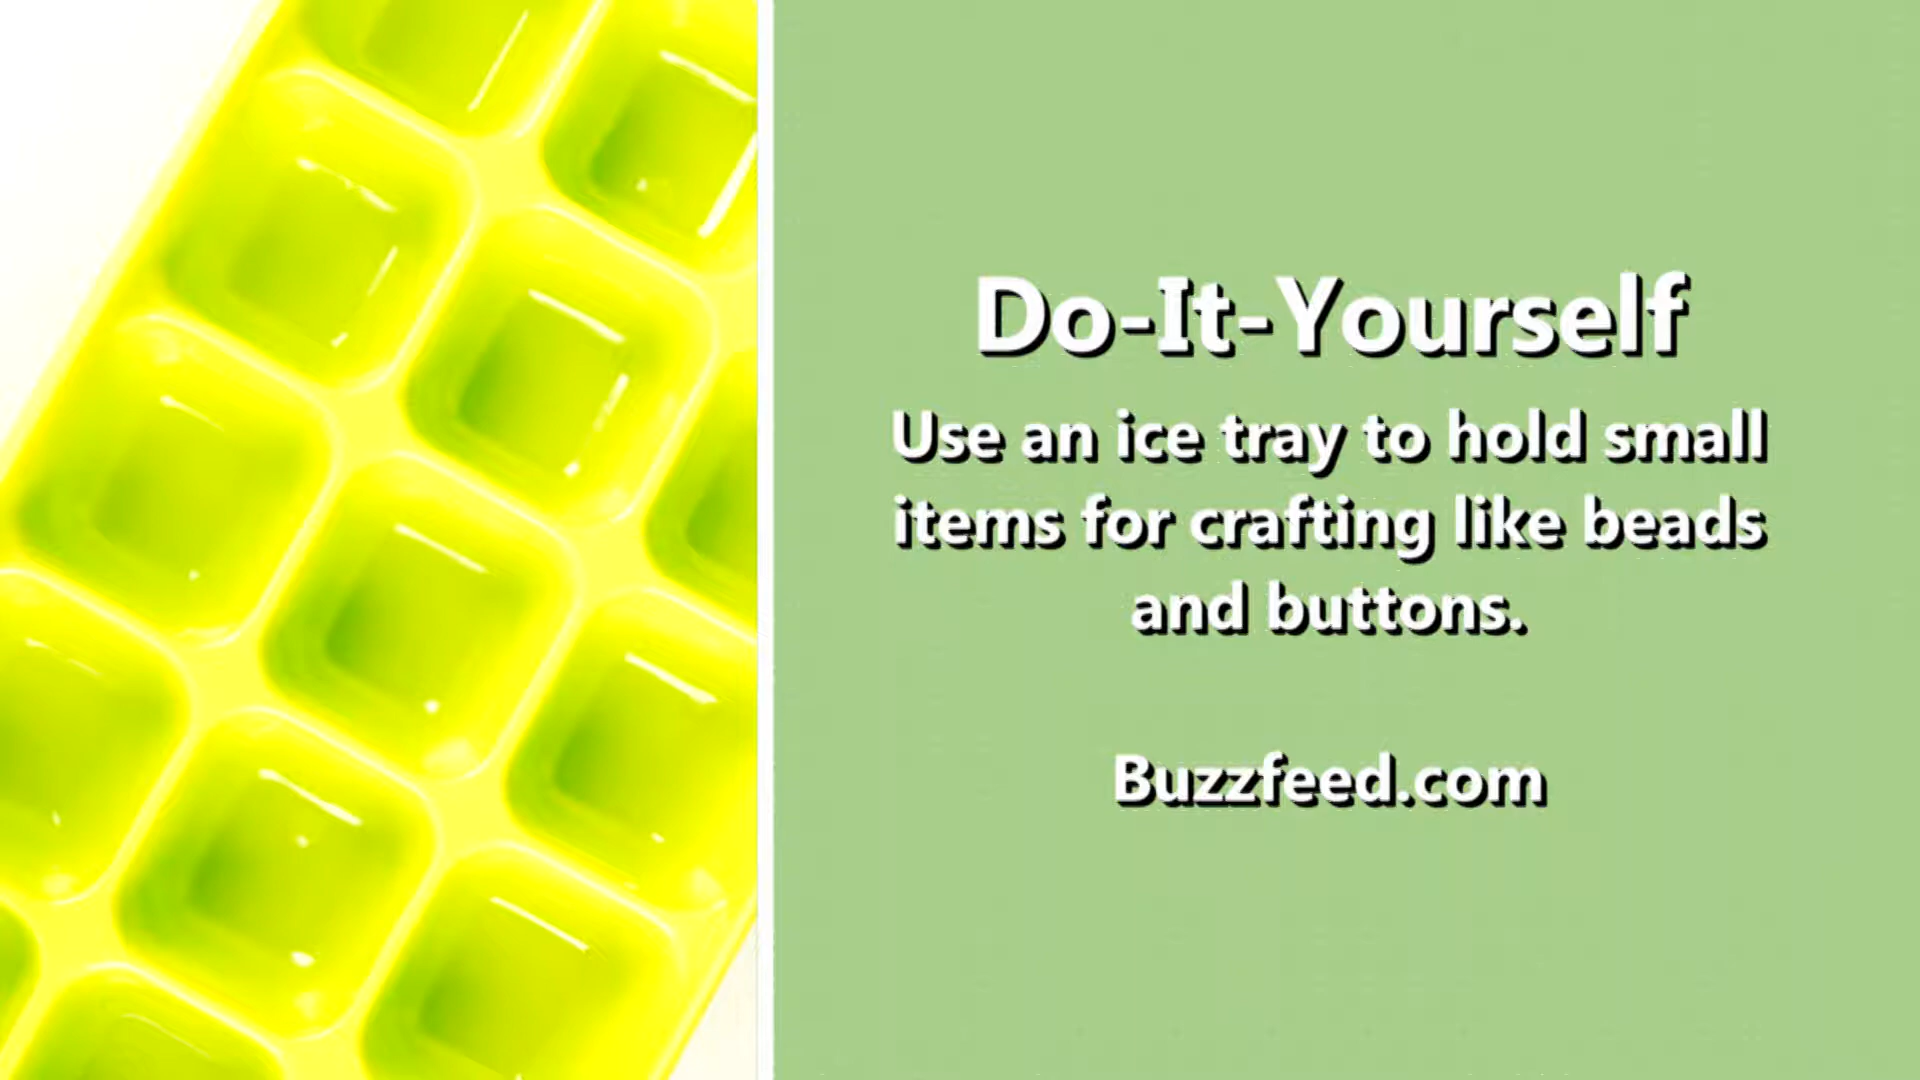 Do-It-Yourself
Use an ice tray to hold small
items for crafting like beads
and buttons.
Buzzfeed.com